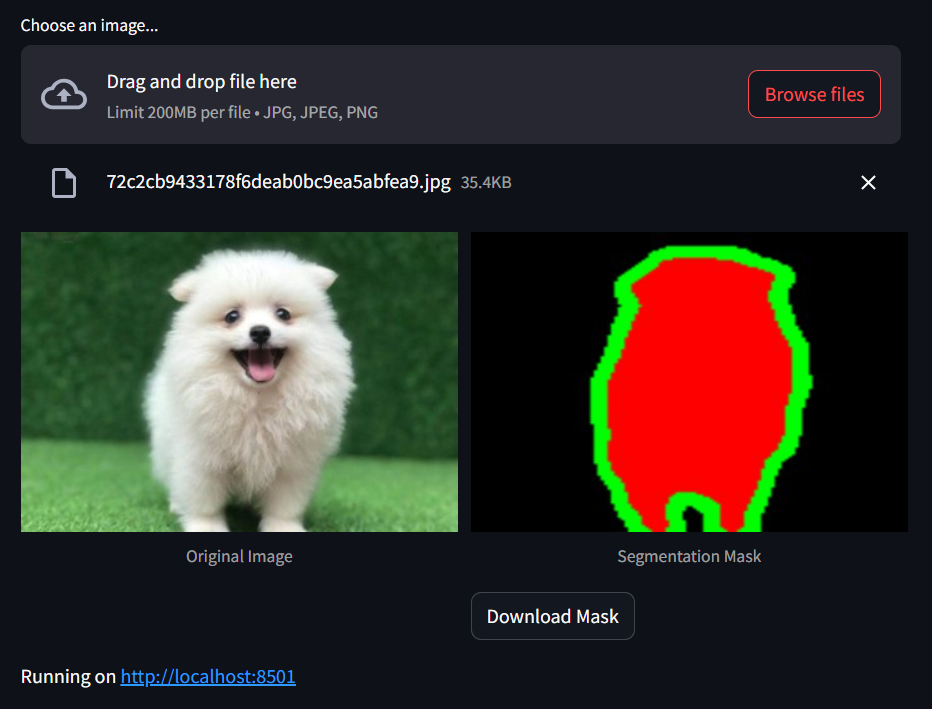 Choose an image...
Drag and drop file here
Limit 200MB per file • JPG, JPEG, PNG
Browse files
72c2cb9433178f6deab0bc9ea5abfea9.jpg 35.4KB
Original Image
Segmentation Mask
Download Mask
Running on http://localhost:8501